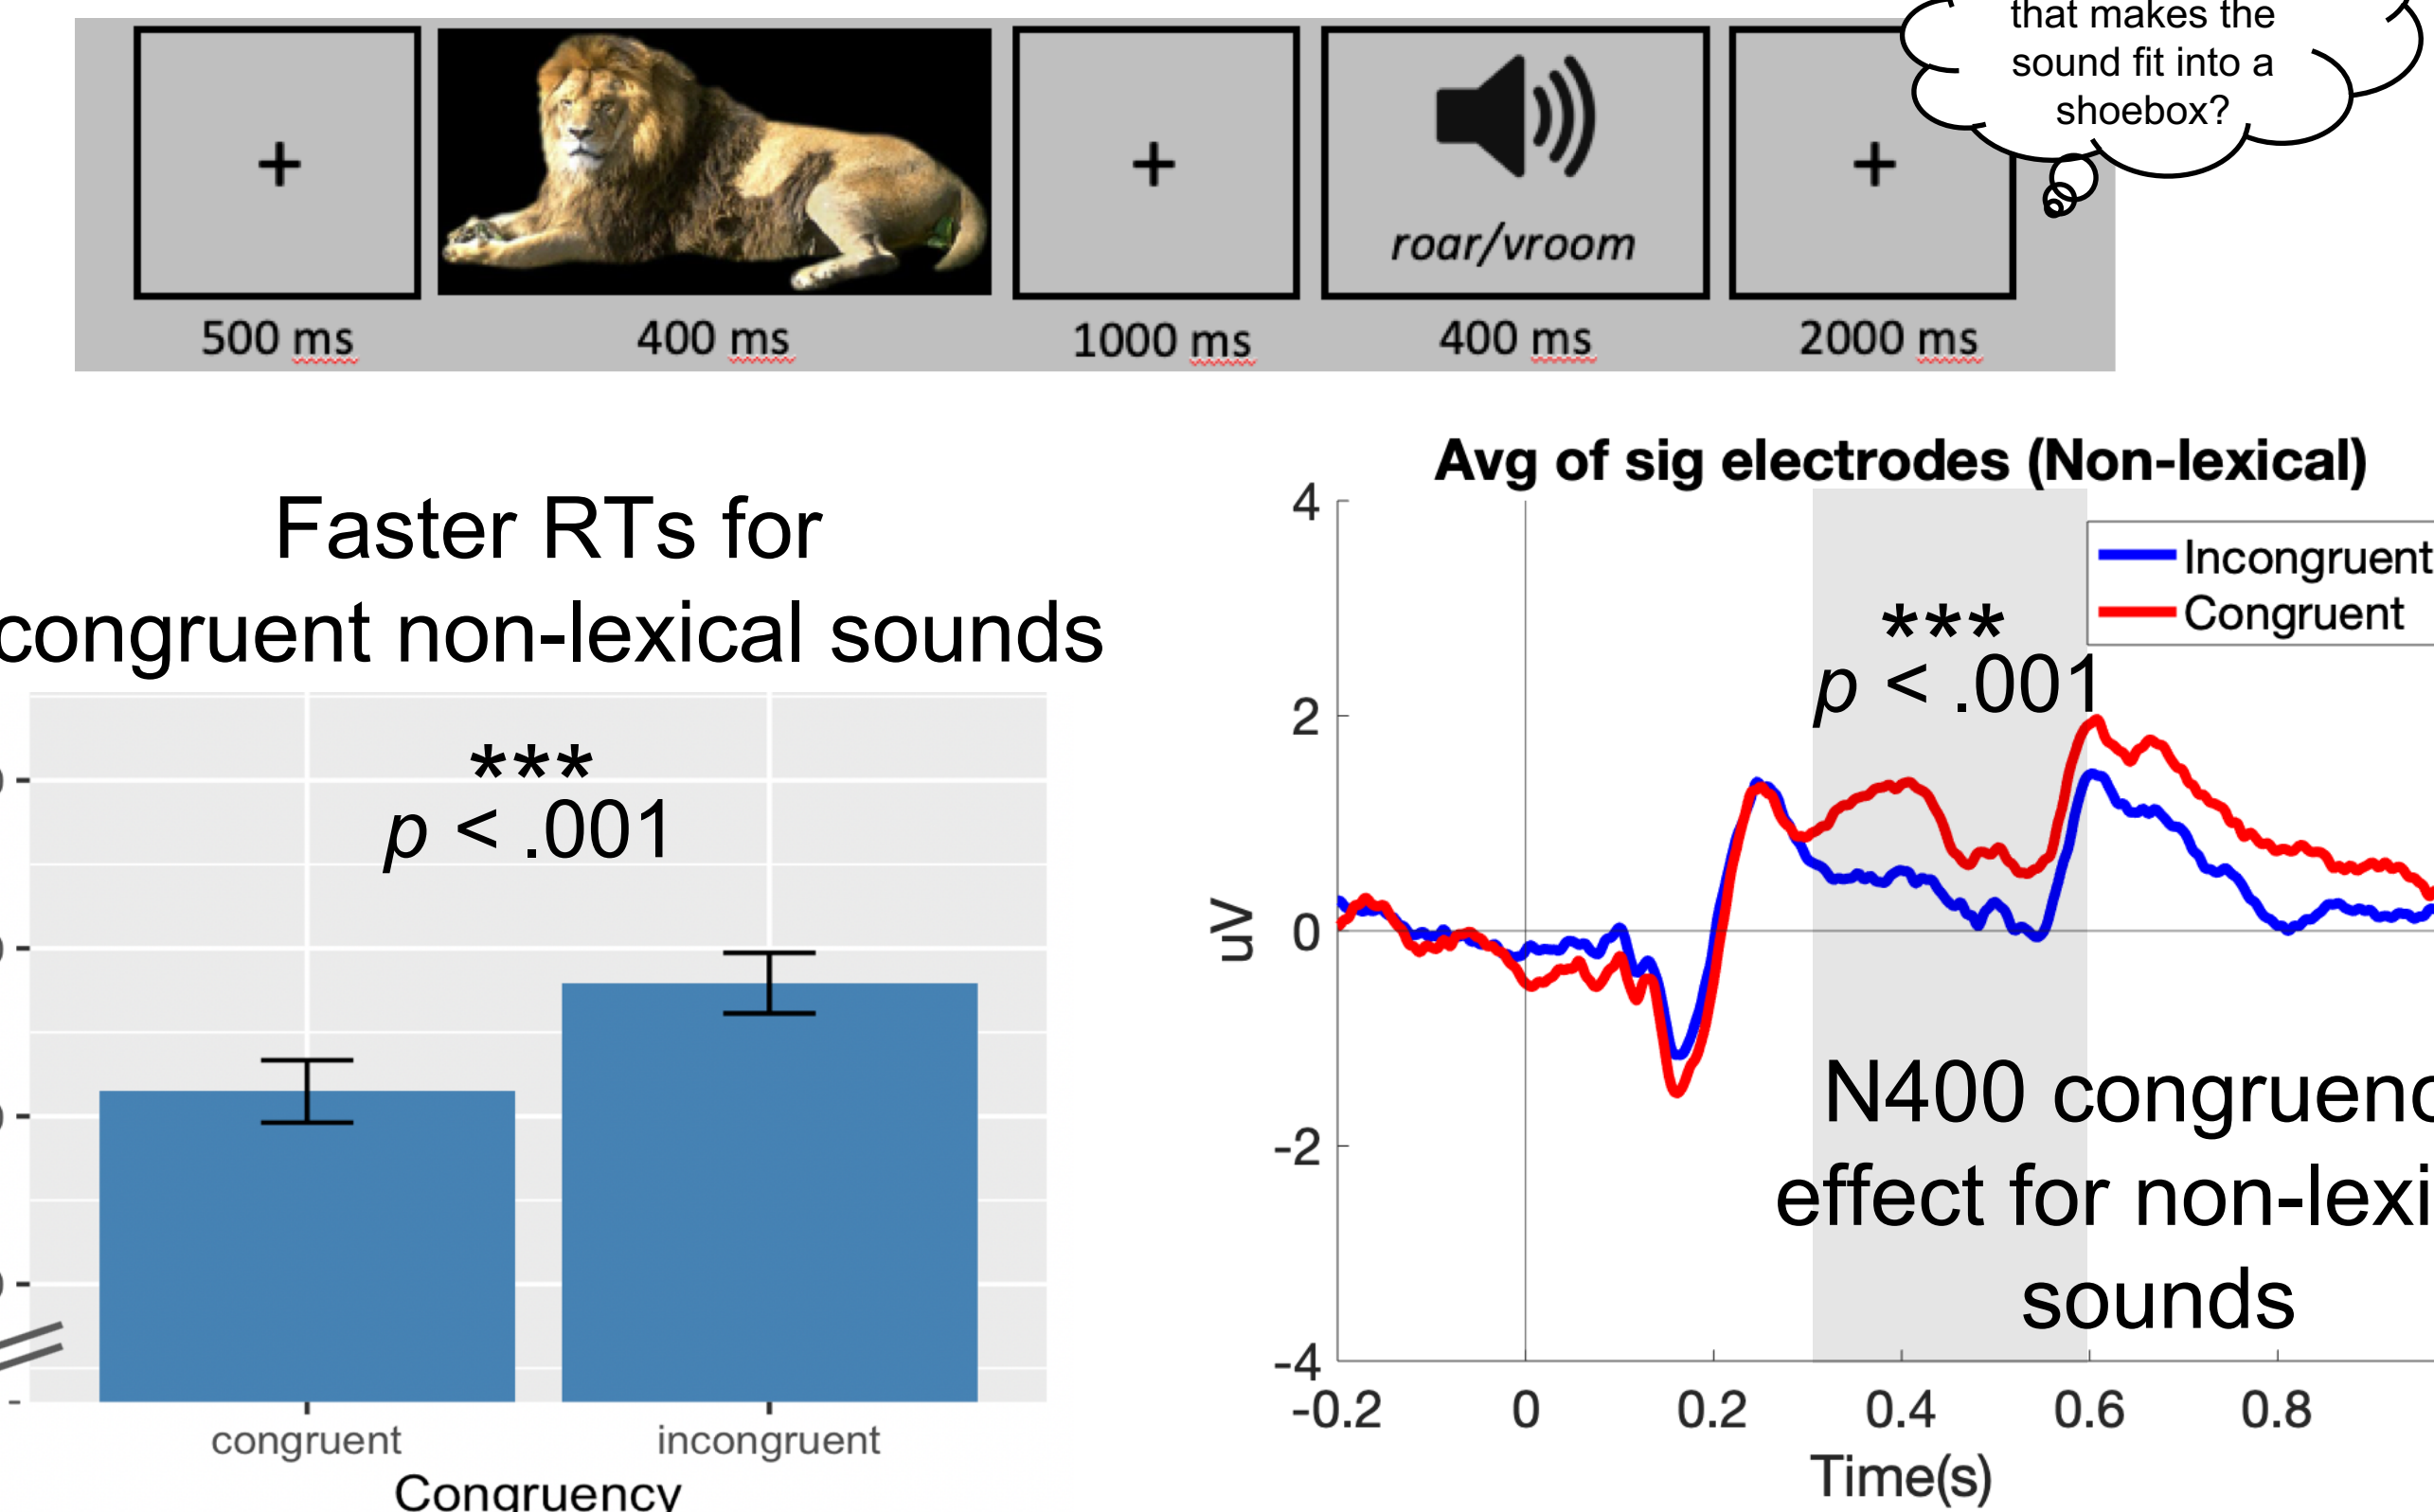 that makes the
sound fit into a
shoebox?
+
+
roar/vroom
+
500 ms
400 ms
1000 ms
400 ms
2000 ms
Faster RTs for
congruent non-lexical sounds
***
p < .001
congruent
incongruent
Congruency
Avg of sig electrodes (Non-lexical)
Incongruent
Congruent
***
p < .001
4
2
0
-2
-4
uV
N400 congruenc
effect for non-lexi
sounds
-0.2
0
0.2
0.4
0.6
0.8
Time(s)